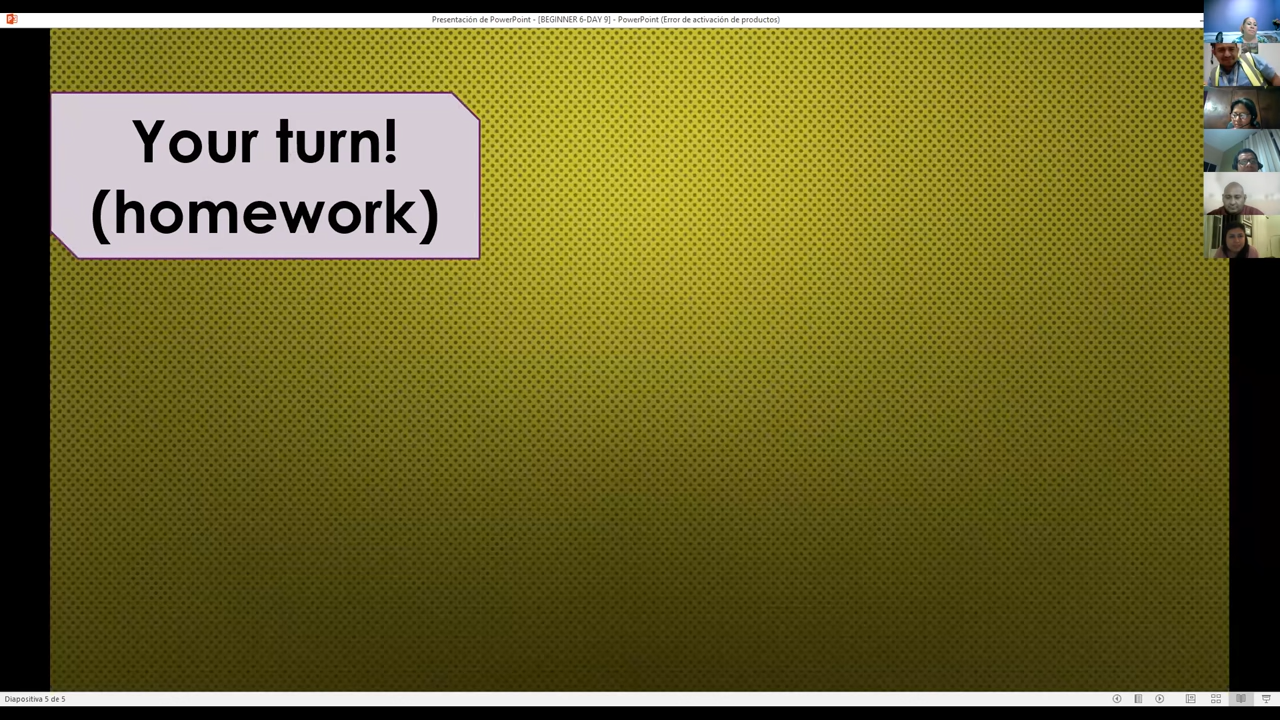 Presentación de PowerPoint - [BEGINNER 6-DAY 9] - PowerPoint (Error de activación de productos)
Your turn!
(homework)
Diapositiva 5 de 5